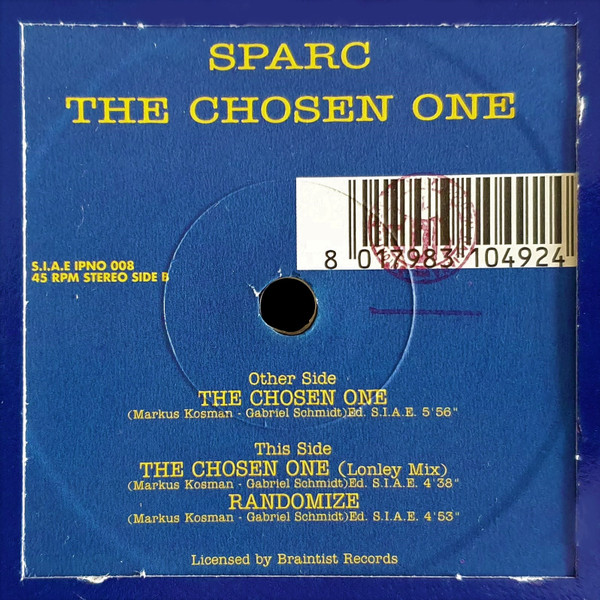 SPARC
THE CHOSEN ONE
8 017983 104924
S.I.A.E IPNO 008
45 RPM STEREO SIDE B
Other Side
THE CHOSEN ONE
(Markus Kosman - Gabriel Schmidt)Ed. S.I.A.E. 5'56"
This Side
THE CHOSEN ONE (Lonley Mix)
(Markus Kosman - Gabriel Schmidt)Ed. S.I.A.E. 4'38"
RANDOMIZE
(Markus Kosman - Gabriel Schmidt)Ed. S.I.A.E. 4'53"
Licensed by Braintist Records